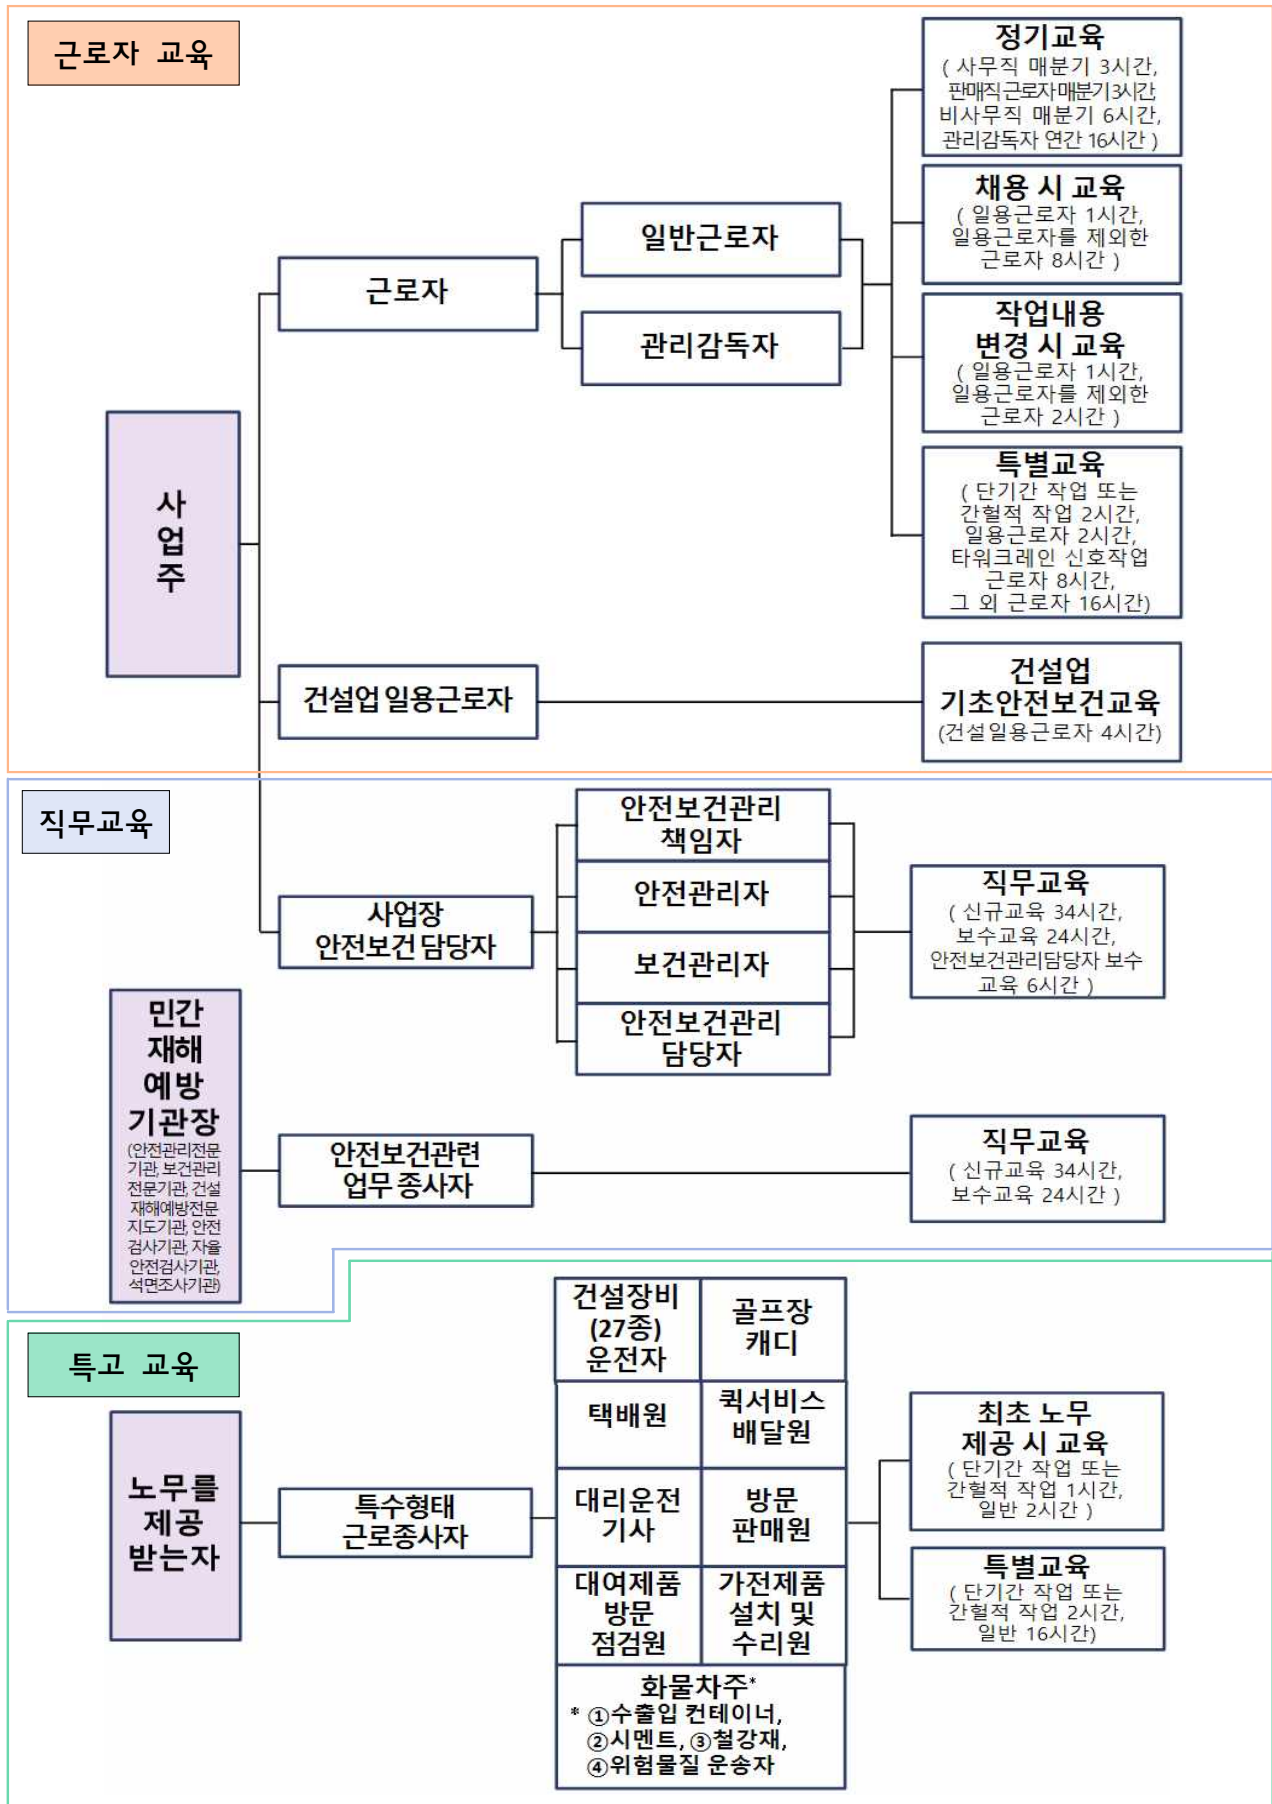 근로자 교육
정기교육
( 사무직 매분기 3시간,
판매직 근로자 매분기 3시간,
비사무직 매분기 6시간,
관리감독자 연간 16시간 )
채용 시 교육
( 일용근로자 1시간,
일용근로자를 제외한
근로자 8시간 )
일반근로자
근로자
관리감독자
작업내용
변경 시 교육
( 일용근로자 1시간,
일용근로자를 제외한
근로자 2시간 )
사
업
주
특별교육
( 단기간 작업 또는
간헐적 작업 2시간,
일용근로자 2시간,
타워크레인 신호작업
근로자 8시간,
그 외 근로자 16시간)
건설업 일용근로자
건설업
기초안전보건교육
(건설일용근로자 4시간)
직무교육
안전보건관리
책임자
안전관리자
보건관리자
안전보건관리
담당자
사업장
안전보건 담당자
직무교육
( 신규교육 34시간,
보수교육 24시간,
안전보건관리담당자 보수
교육 6시간 )
민간
재해
예방
기관장
(안전관리전문
기관, 보건관리
전문기관, 건설
재해예방전문
지도기관, 안전
검사기관, 자율
안전검사기관,
석면조사기관)
안전보건관련
업무 종사자
직무교육
( 신규교육 34시간,
보수교육 24시간 )
특고 교육
노무를
제공
받는자
특수형태
근로종사자
건설장비
(27종)
운전자
골프장
캐디
택배원
퀵서비스
배달원
대리운전
기사
방문
판매원
대여제품
방문
점검원
가전제품
설치 및
수리원
화물차주*
* ①수출입 컨테이너,
②시멘트, ③철강재,
④위험물질 운송자
최초 노무
제공 시 교육
( 단기간 작업 또는
간헐적 작업 1시간,
일반 2시간 )
특별교육
( 단기간 작업 또는
간헐적 작업 2시간,
일반 16시간)